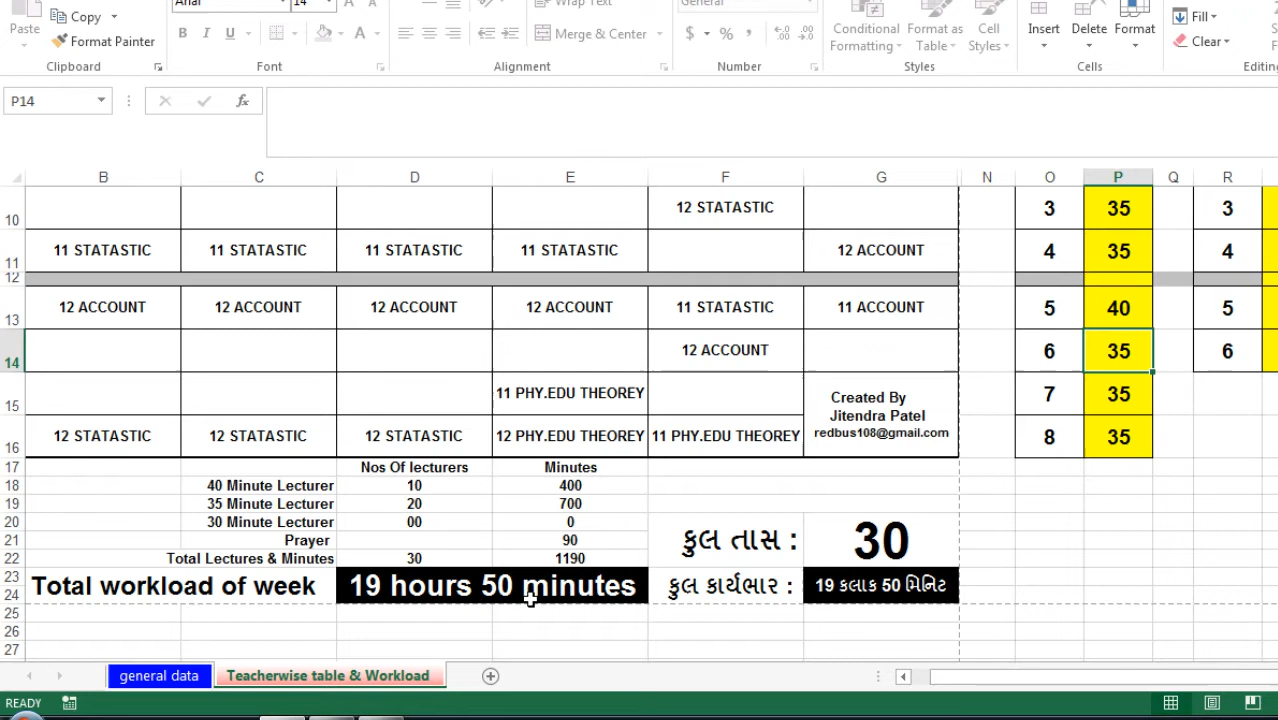 Arial 14 Wrap Text General
Paste Copy Format Painter B I U Merge & Center $ % Conditional Formatting Format as Table Cell Styles Insert Delete Format Fill Clear
Clipboard Font Alignment Number Styles Cells Editing
P14 fx
B C D E F G N O P Q R
10 12 STATASTIC 3 35 3
11 11 STATASTIC 11 STATASTIC 11 STATASTIC 11 STATASTIC 12 ACCOUNT 4 35 4
12
13 12 ACCOUNT 12 ACCOUNT 12 ACCOUNT 12 ACCOUNT 11 STATASTIC 11 ACCOUNT 5 40 5
14 12 ACCOUNT 6 35 6
15 11 PHY.EDU THEOREY 7 35
Created By
Jitendra Patel
redbus108@gmail.com
16 12 STATASTIC 12 STATASTIC 12 STATASTIC 12 PHY.EDU THEOREY 11 PHY.EDU THEOREY 8 35
17 Nos Of lecturers Minutes
18 40 Minute Lecturer 10 400
19 35 Minute Lecturer 20 700
20 30 Minute Lecturer 00 0
21 Prayer 90
કુલ તાસ : 30
22 Total Lectures & Minutes 30 1190
23 Total workload of week 19 hours 50 minutes કુલ કાર્યભાર : 19 કલાક 50 મિનિટ
24
25
26
27
general data Teacherwise table & Workload
READY